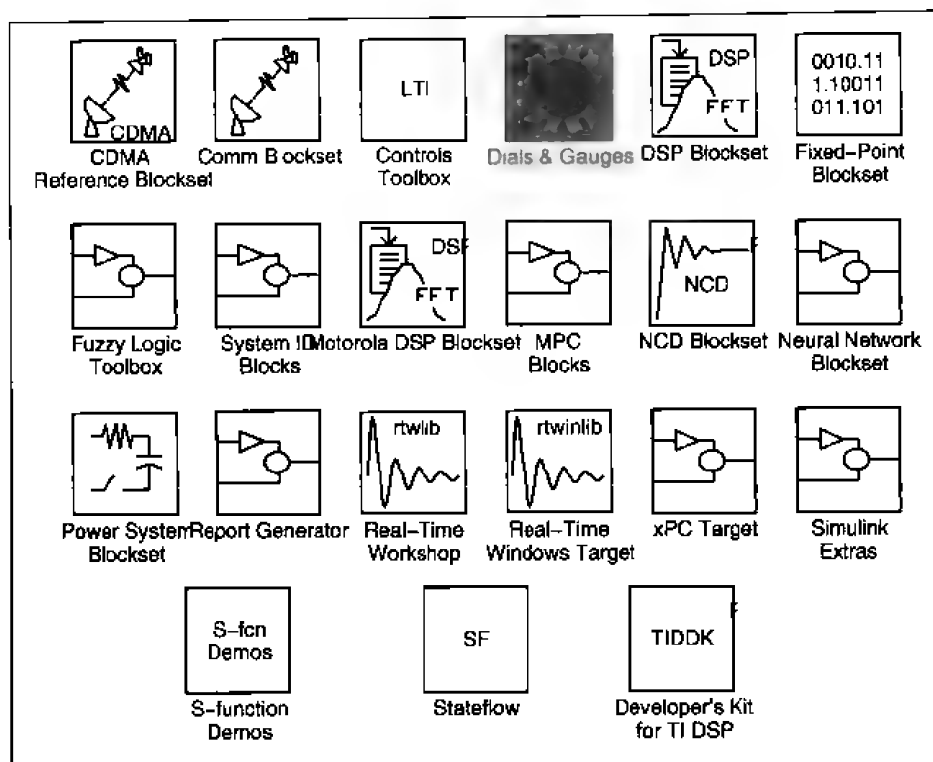 CDMA
LTI
DSP
FFT
0010.11
1.10011
011.101
CDMA
Reference Blockset
Comm B ockset
Controls
Toolbox
Dials & Gauges
DSP Blockset
Fixed-Point
Blockset
DSP
FFT
NCD
Fuzzy Logic
Toolbox
System ID
Blocks
Motorola DSP Blockset
MPC
Blocks
NCD Blockset
Neural Network
Blockset
rtwlib
rtwinlib
Power System
Blockset
Report Generator
Real-Time
Workshop
Real-Time
Windows Target
xPC Target
Simulink
Extras
S-fcn
Demos
SF
TIDDK
S-function
Demos
Stateflow
Developer's Kit
for TI DSP